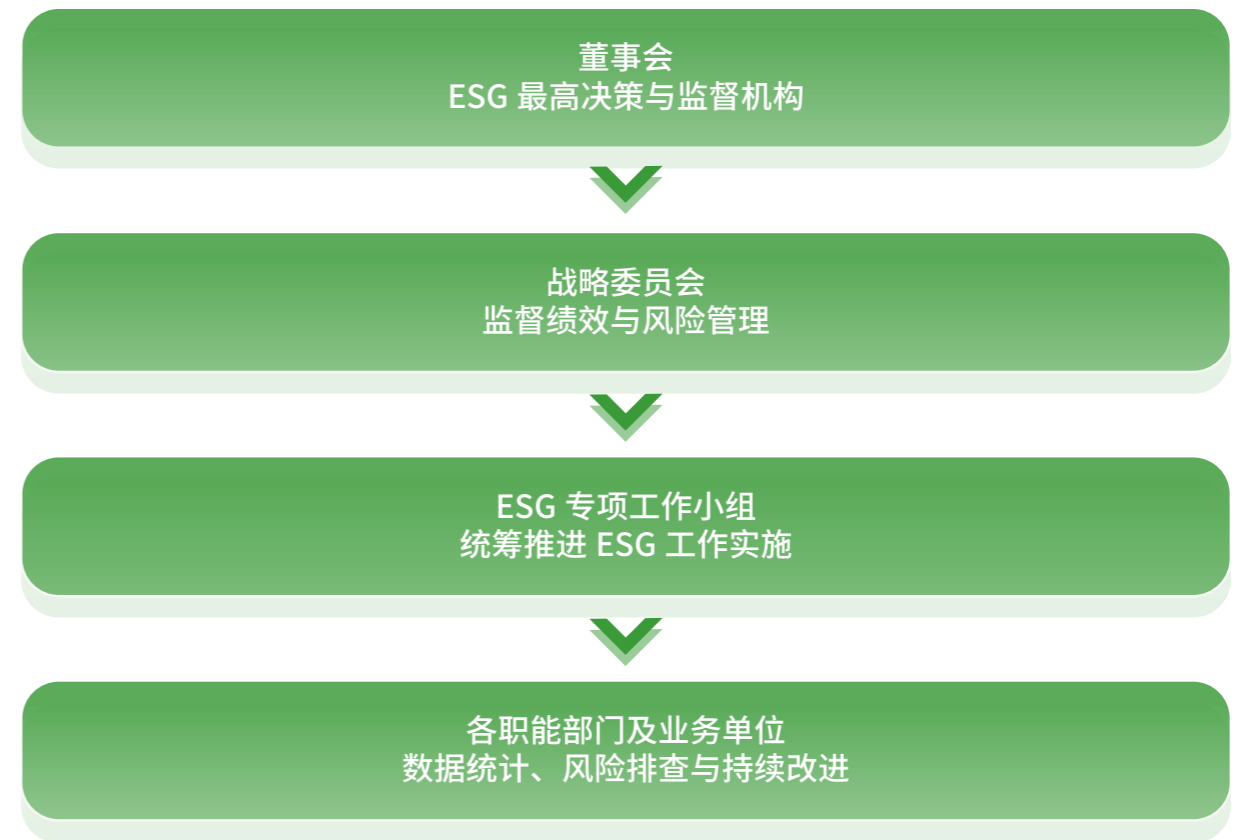 董事会
ESG 最高决策与监督机构
战略委员会
监督绩效与风险管理
ESG 专项工作小组
统筹推进 ESG 工作实施
各职能部门及业务单位
数据统计、风险排查与持续改进